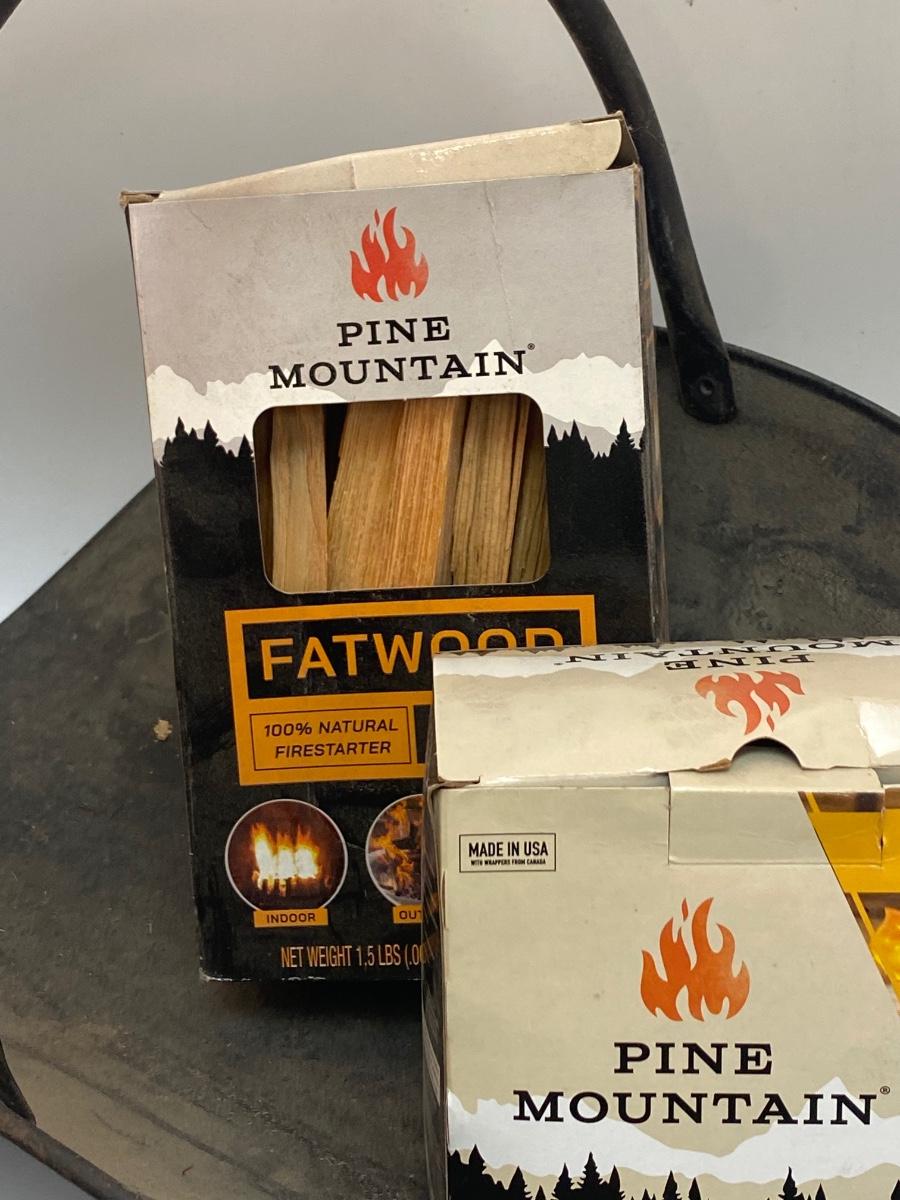 PINE
MOUNTAIN®
FATWOOD
100% NATURAL
FIRESTARTER
INDOOR
NET WEIGHT 1.5 LBS
PINE
MOUNTAIN
MADE IN USA
WITH WRAPPERS FROM CANADA
PINE
MOUNTAIN®